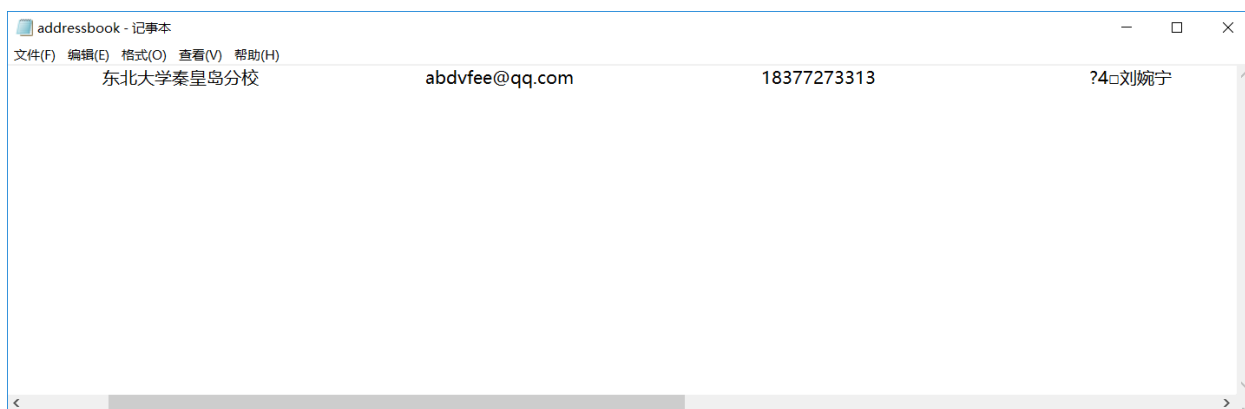 addressbook - 记事本
文件(F) 编辑(E) 格式(O) 查看(V) 帮助(H)
东北大学秦皇岛分校 abdvfee@qq.com 18377273313 ?4□刘婉宁